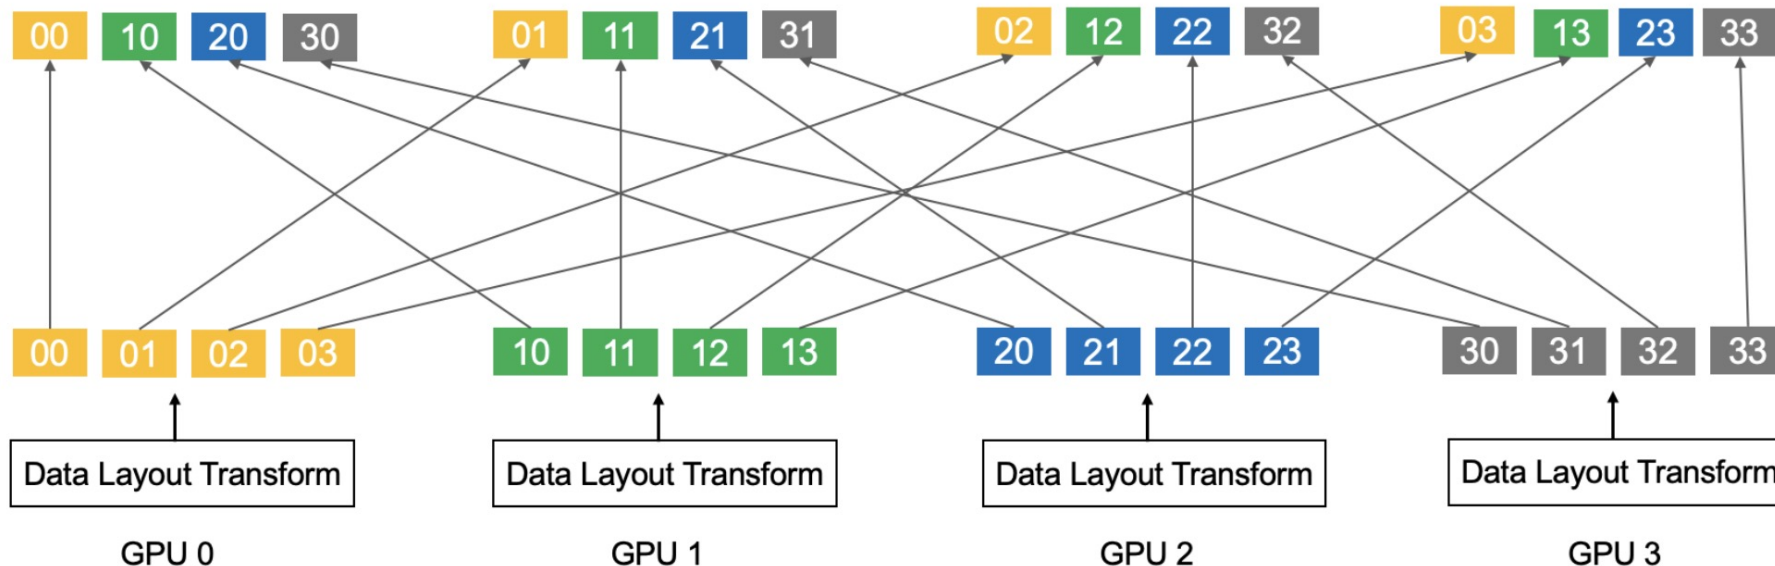 00 10 20 30 01 11 21 31 02 12 22 32 03 13 23 33
00 01 02 03 10 11 12 13 20 21 22 23 30 31 32 33
Data Layout Transform Data Layout Transform Data Layout Transform Data Layout Transform
GPU 0 GPU 1 GPU 2 GPU 3